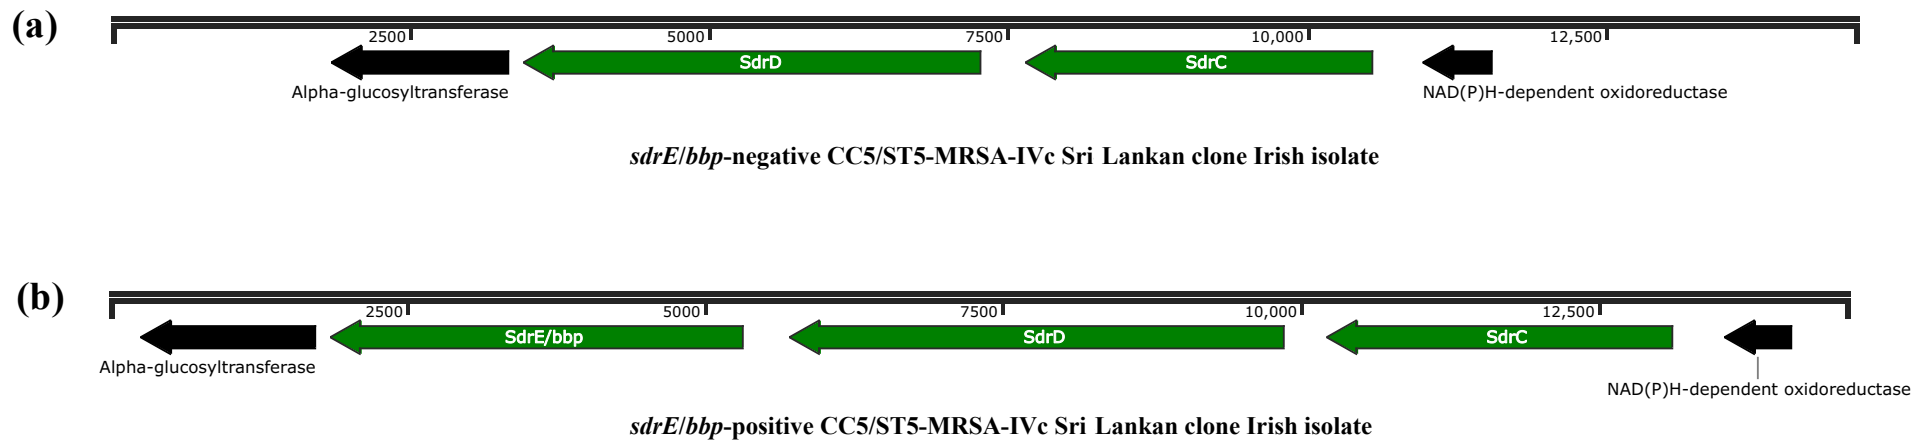 (a)
2500 5000 7500 10,000 12,500
SdrD SdrC
Alpha-glucosyltransferase NAD(P)H-dependent oxidoreductase
sdrE/bbp-negative CC5/ST5-MRSA-IVc Sri Lankan clone Irish isolate
(b)
2500 5000 7500 10,000 12,500
SdrE/bbp SdrD SdrC
Alpha-glucosyltransferase
NAD(P)H-dependent oxidoreductase
sdrE/bbp-positive CC5/ST5-MRSA-IVc Sri Lankan clone Irish isolate